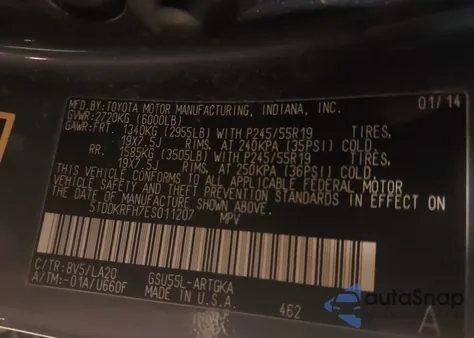 MFD.BY: TOYOTA MOTOR MANUFACTURING, INDIANA, INC. 01/14
GVWR: 2720KG (6000LB)
GAWR: FRT. 1340KG (2955LB) WITH P245/55R19 TIRES,
19X7.5J RIMS, AT 240KPA (35PSI) COLD.
RR. 1585KG (3505LB) WITH P245/55R19 TIRES,
19X7.5J RIMS, AT 250KPA (36PSI) COLD.
THIS VEHICLE CONFORMS TO ALL APPLICABLE FEDERAL MOTOR
VEHICLE SAFETY AND THEFT PREVENTION STANDARDS IN EFFECT ON
THE DATE OF MANUFACTURE SHOWN ABOVE.
5TDDKRFH7ES011207 MPV
C/TR: 8V5/LA20 GSU55L-ARTGKA
A/TM: -01A/U660F MADE IN U.S.A. 462 A
autoSnap